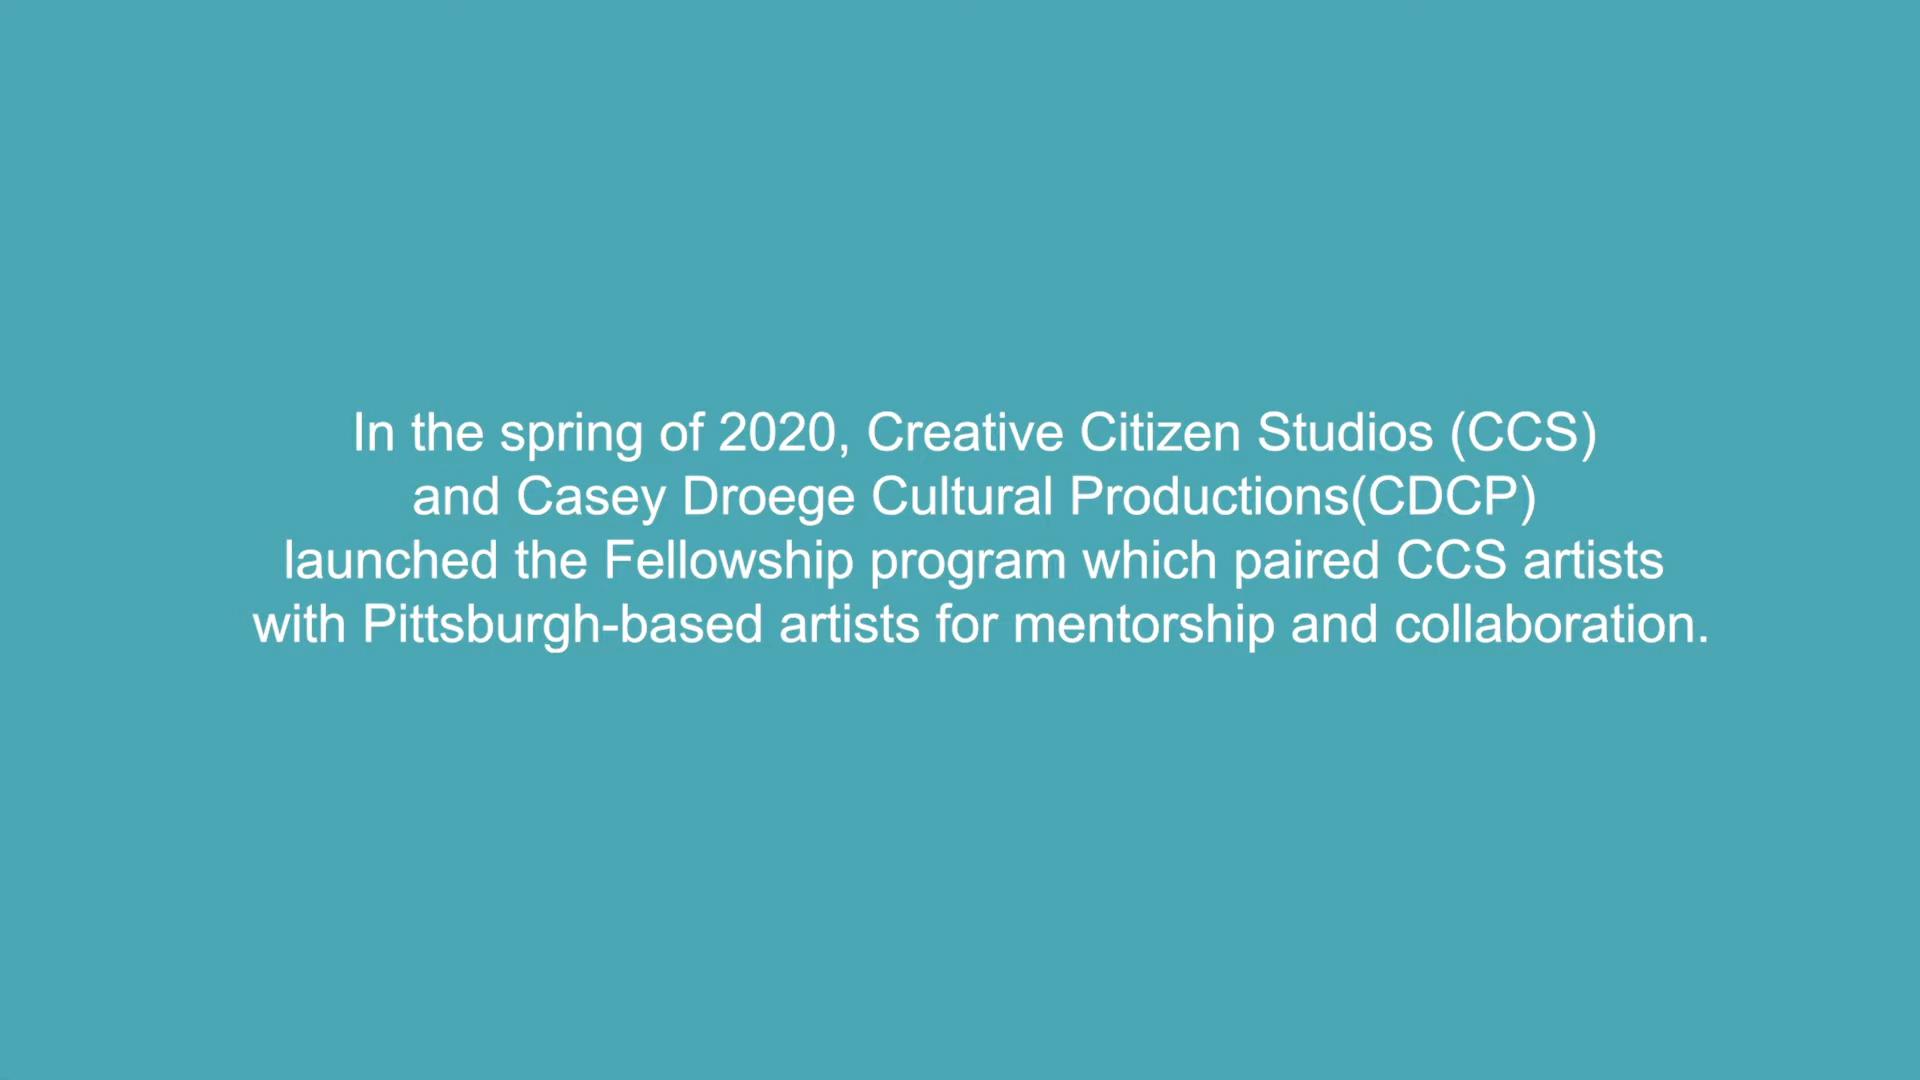 In the spring of 2020, Creative Citizen Studios (CCS)
and Casey Droege Cultural Productions(CDCP)
launched the Fellowship program which paired CCS artists
with Pittsburgh-based artists for mentorship and collaboration.